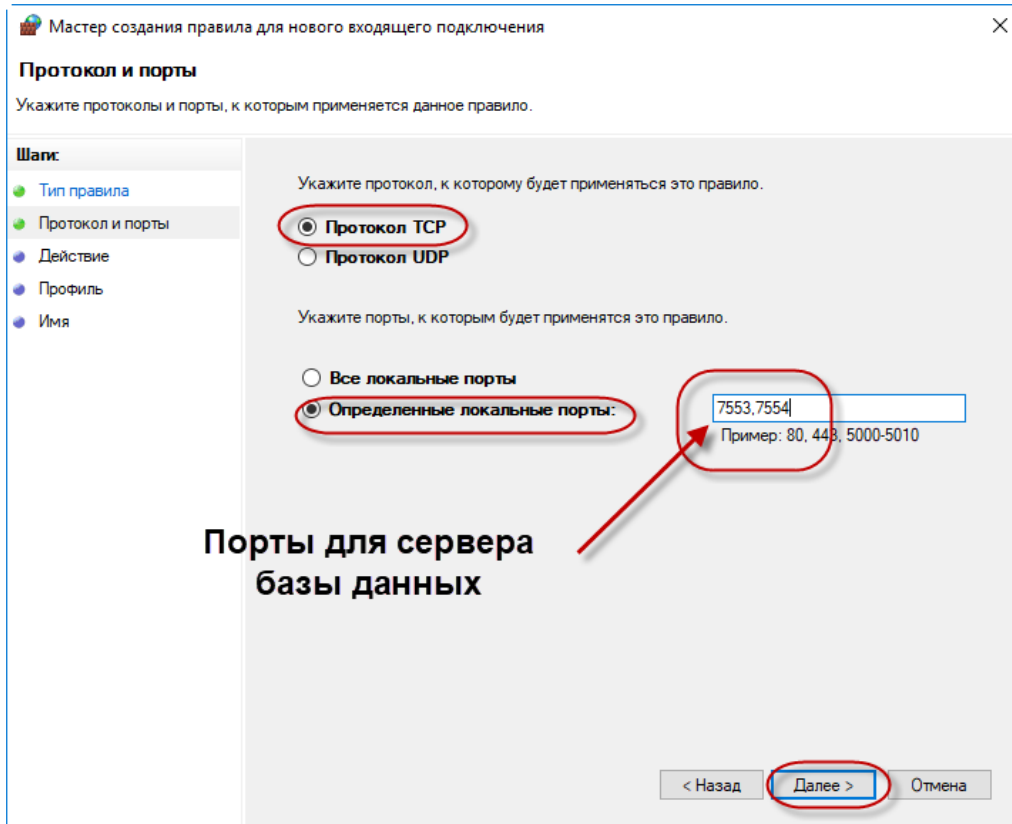 Мастер создания правила для нового входящего подключения
Протокол и порты
Укажите протоколы и порты, к которым применяется данное правило.
Шаги:
Тип правила
Протокол и порты
Действие
Профиль
Имя
Укажите протокол, к которому будет применяться это правило.
Протокол TCP
Протокол UDP
Укажите порты, к которым будет применятся это правило.
Все локальные порты
Определенные локальные порты:
7553,7554
Пример: 80, 443, 5000-5010
Порты для сервера
базы данных
< Назад
Далее >
Отмена